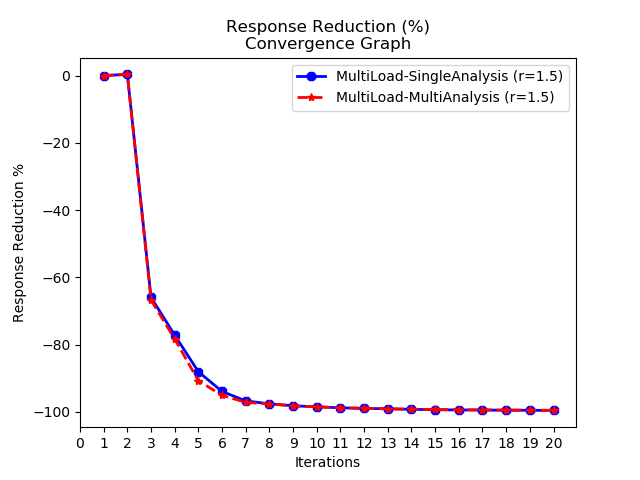 Response Reduction (%)
Convergence Graph
MultiLoad-SingleAnalysis (r=1.5)
MultiLoad-MultiAnalysis (r=1.5)
Response Reduction %
0
−20
−40
−60
−80
−100
0 1 2 3 4 5 6 7 8 9 10 11 12 13 14 15 16 17 18 19 20
Iterations